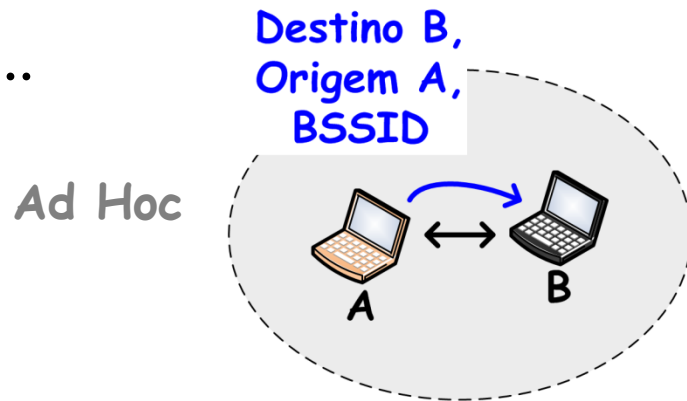 Destino B,
Origem A,
BSSID
..
Ad Hoc
A
B